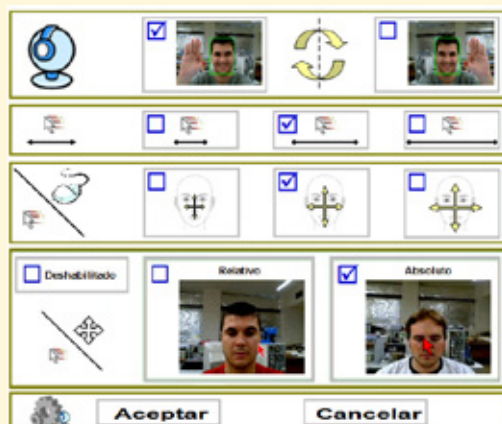 Deshabilitado
Relativo
Absoluto
Aceptar
Cancelar